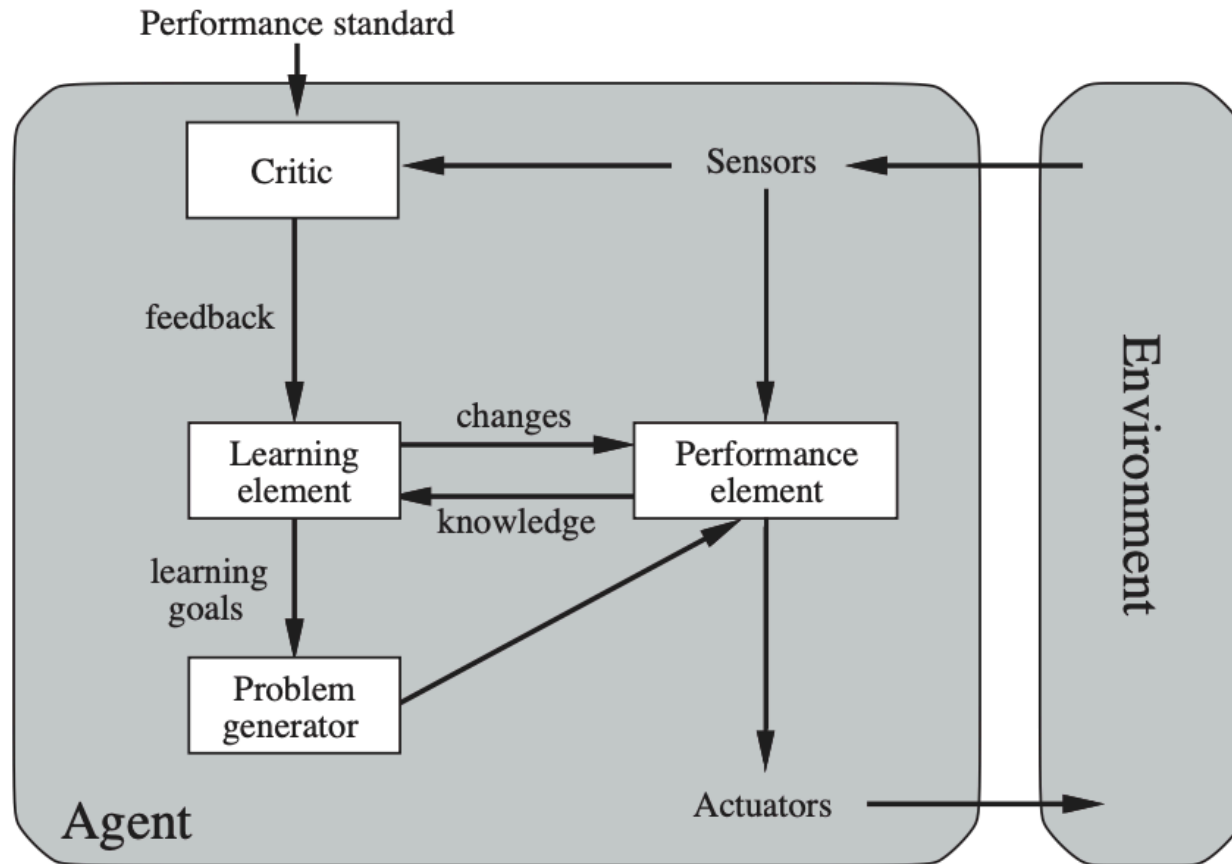 Performance standard
Critic
Sensors
feedback
changes
Learning
element
Performance
element
knowledge
learning
goals
Problem
generator
Actuators
Agent
Environment